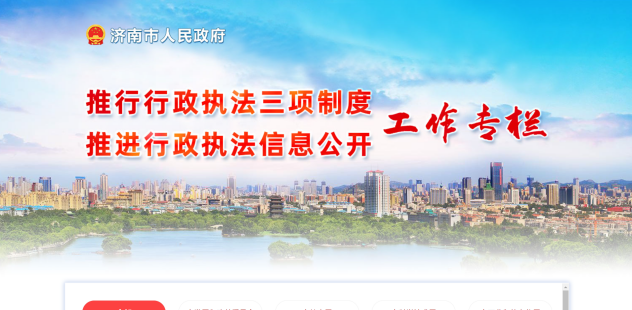 济南市人民政府
推行行政执法三项制度
推进行政执法信息公开
工作专栏